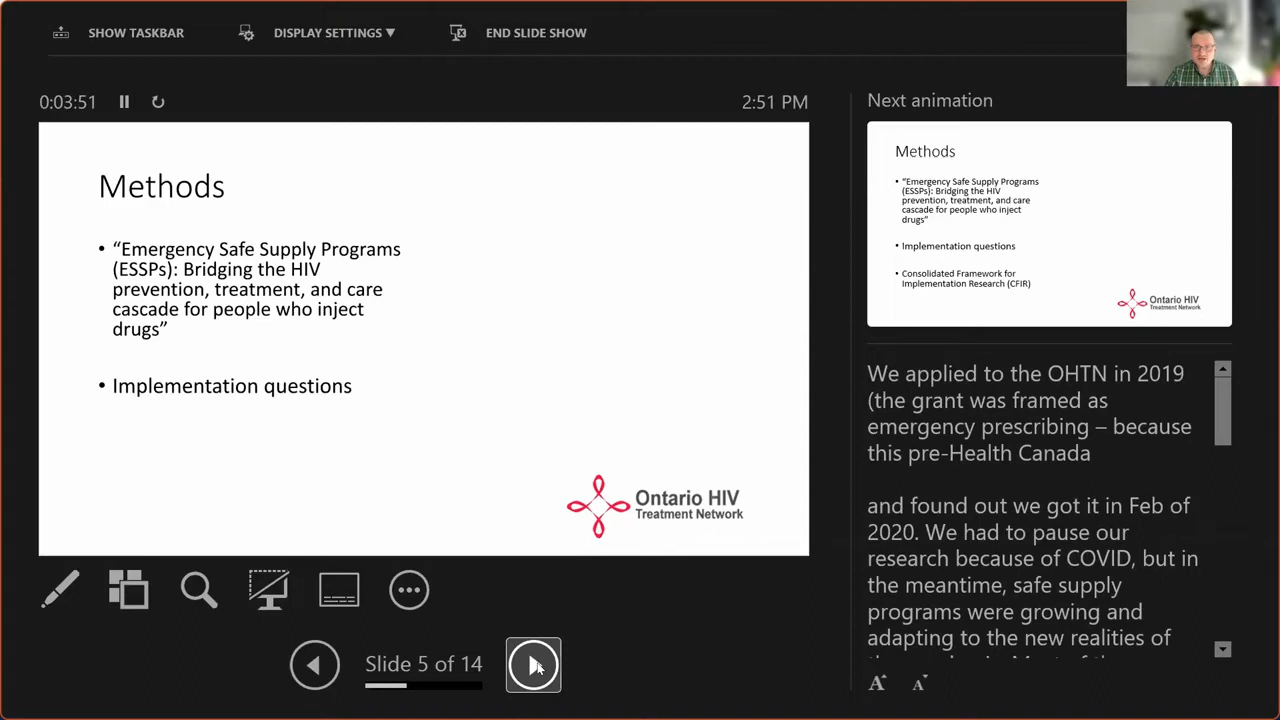 SHOW TASKBAR
DISPLAY SETTINGS ▼
END SLIDE SHOW
0:03:51
2:51 PM
Methods
• “Emergency Safe Supply Programs
(ESSPs): Bridging the HIV
prevention, treatment, and care
cascade for people who inject
drugs”
• Implementation questions
Ontario HIV
Treatment Network
Slide 5 of 14
Next animation
Methods
• “Emergency Safe Supply Programs
(ESSPs): Bridging the HIV
prevention, treatment, and care
cascade for people who inject
drugs”
• Implementation questions
• Consolidated Framework for
Implementation Research (CFIR)
Ontario HIV
Treatment Network
We applied to the OHTN in 2019
(the grant was framed as
emergency prescribing – because
this pre-Health Canada
and found out we got it in Feb of
2020. We had to pause our
research because of COVID, but in
the meantime, safe supply
programs were growing and
adapting to the new realities of
A A